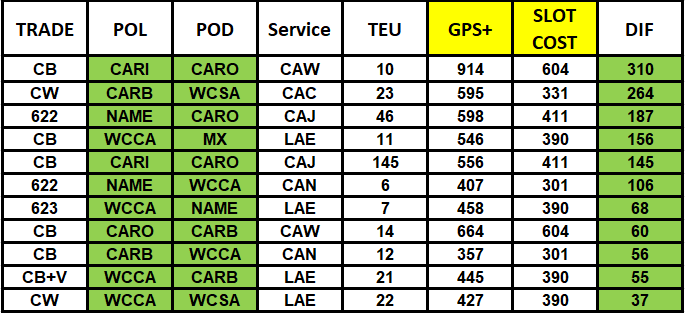 TRADE POL POD Service TEU GPS+ SLOT COST DIF
CB CARI CARO CAW 10 914 604 310
CW CARB WCSA CAC 23 595 331 264
622 NAME CARO CAJ 46 598 411 187
CB WCCA MX LAE 11 546 390 156
CB CARI CARO CAJ 145 556 411 145
622 NAME WCCA CAN 6 407 301 106
623 WCCA NAME LAE 7 458 390 68
CB CARO CARB CAW 14 664 604 60
CB CARB WCCA CAN 12 357 301 56
CB+V WCCA CARB LAE 21 445 390 55
CW WCCA WCSA LAE 22 427 390 37